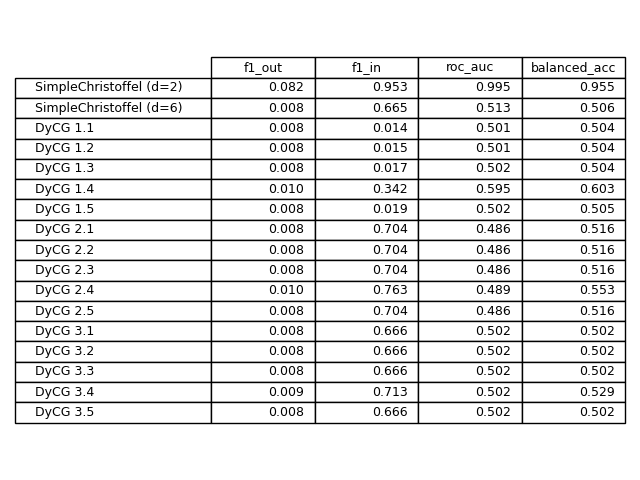 f1_out f1_in roc_auc balanced_acc
SimpleChristoffel (d=2) 0.082 0.953 0.995 0.955
SimpleChristoffel (d=6) 0.008 0.665 0.513 0.506
DyCG 1.1 0.008 0.014 0.501 0.504
DyCG 1.2 0.008 0.015 0.501 0.504
DyCG 1.3 0.008 0.017 0.502 0.504
DyCG 1.4 0.010 0.342 0.595 0.603
DyCG 1.5 0.008 0.019 0.502 0.505
DyCG 2.1 0.008 0.704 0.486 0.516
DyCG 2.2 0.008 0.704 0.486 0.516
DyCG 2.3 0.008 0.704 0.486 0.516
DyCG 2.4 0.010 0.763 0.489 0.553
DyCG 2.5 0.008 0.704 0.486 0.516
DyCG 3.1 0.008 0.666 0.502 0.502
DyCG 3.2 0.008 0.666 0.502 0.502
DyCG 3.3 0.008 0.666 0.502 0.502
DyCG 3.4 0.009 0.713 0.502 0.529
DyCG 3.5 0.008 0.666 0.502 0.502